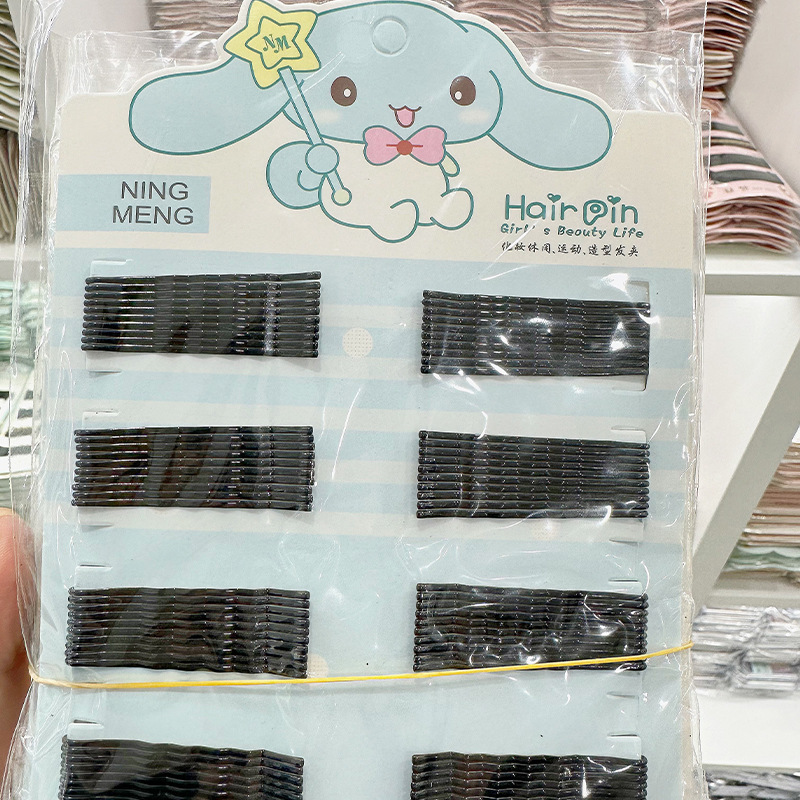 NM
NING
MENG
Hair Pin
Girl's Beauty Life
化妆休闲、运动、造型发夹